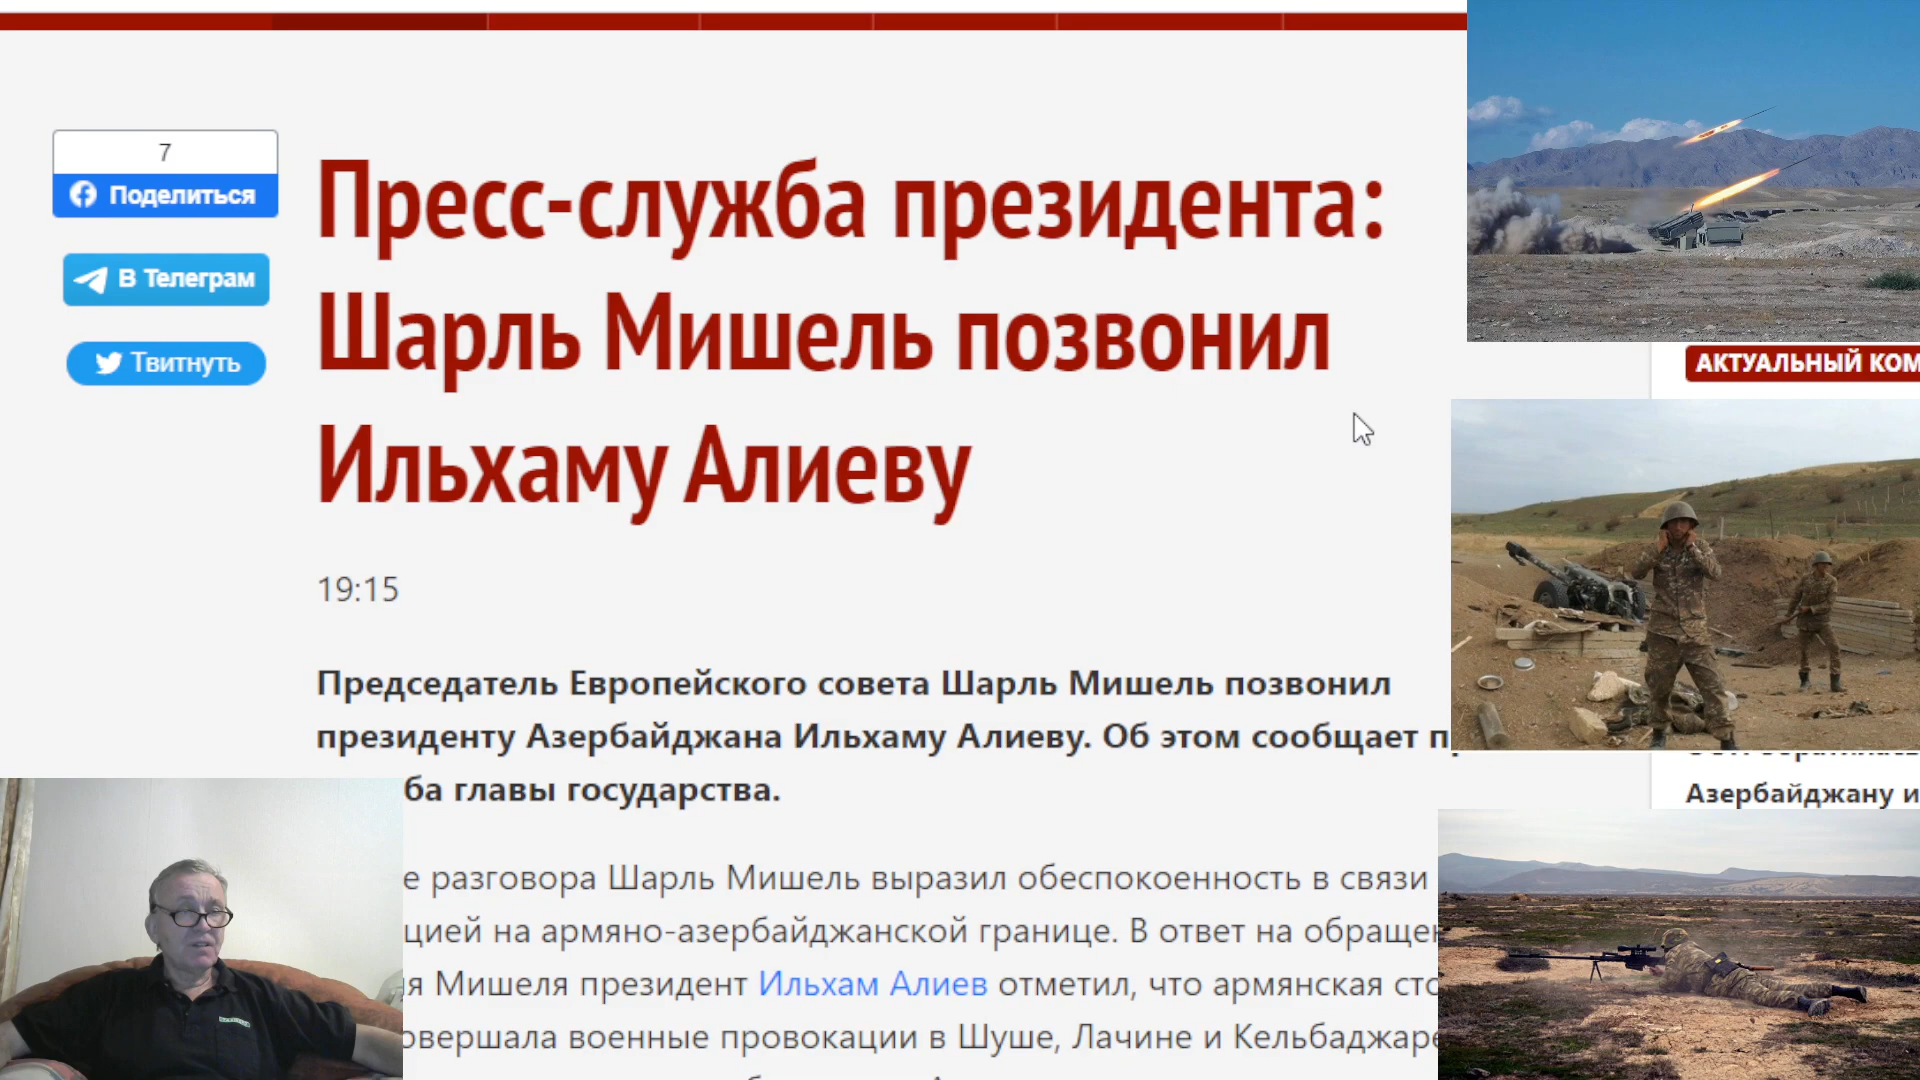 7
Поделиться
В Телеграм
Твитнуть
Пресс-служба президента:
Шарль Мишель позвонил
Ильхаму Алиеву
19:15
Председатель Европейского совета Шарль Мишель позвонил
президенту Азербайджана Ильхаму Алиеву. Об этом сообщает
ба главы государства.
е разговора Шарль Мишель выразил обеспокоенность в связи
цией на армяно-азербайджанской границе. В ответ на обращен
я Мишеля президент Ильхам Алиев отметил, что армянская сто
овершала военные провокации в Шуше, Лачине и Кельбаджаре
АКТУАЛЬНЫЙ КОМ
Азербайджану и